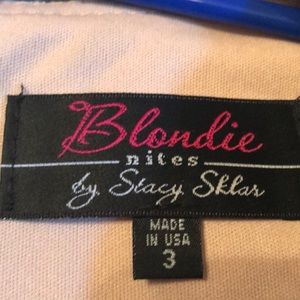 Blondie
nites
by Stacy Sklar
MADE
IN USA
3